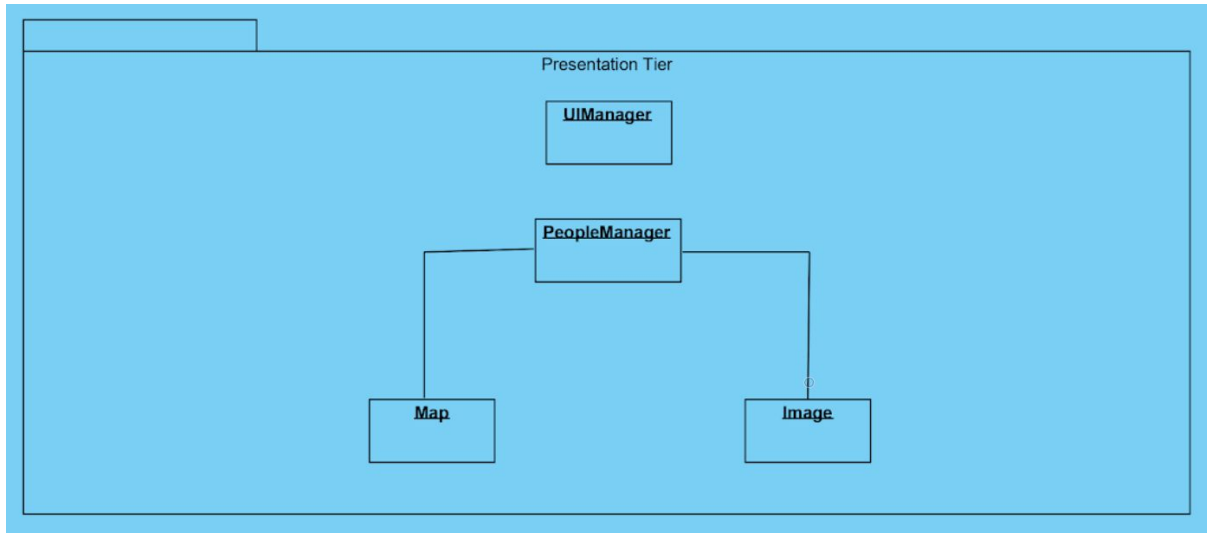 Presentation Tier
UIManager
PeopleManager
Map
Image